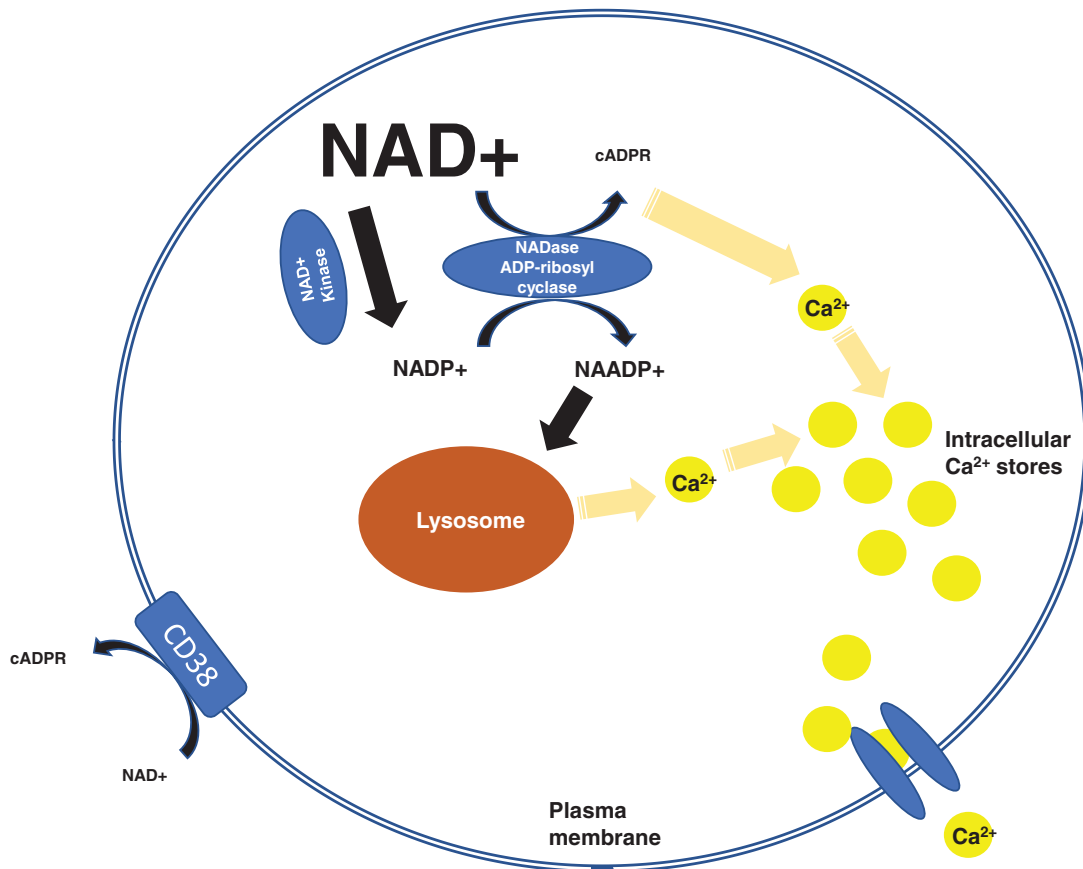 NAD+
cADPR
NAD+
Kinase
NADase
ADP-ribosyl
cyclase
Ca²⁺
NADP+
NAADP+
Intracellular
Ca²⁺ stores
Lysosome
Ca²⁺
CD38
cADPR
NAD+
Plasma
membrane
Ca²⁺